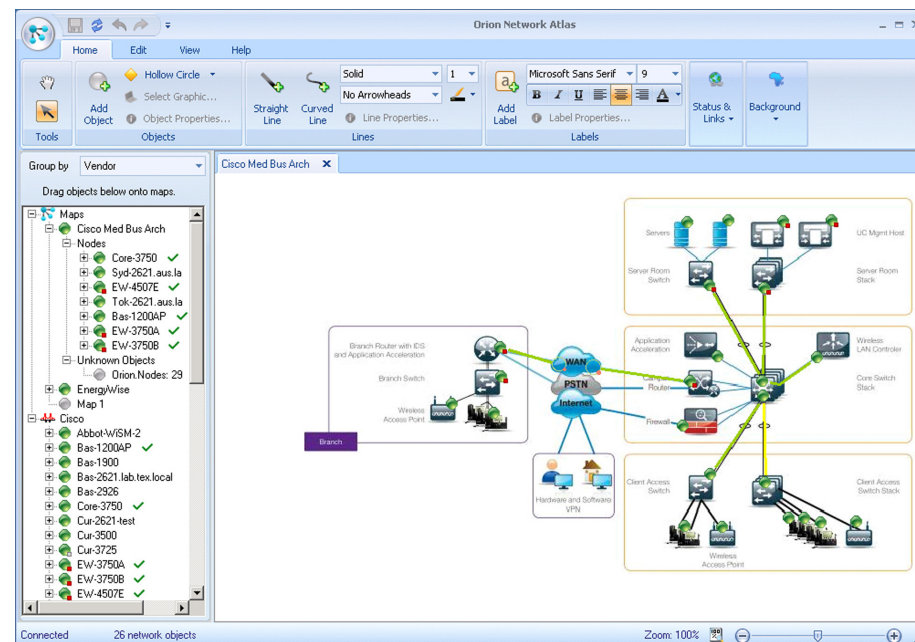 Orion Network Atlas
Home Edit View Help
Hollow Circle
Select Graphic...
Object Properties...
Add Object
Tools
Objects
Straight Line
Curved Line
Solid 1
No Arrowheads
Line Properties...
Lines
Add Label
Microsoft Sans Serif 9
B I U A
Label Properties...
Labels
Status & Links
Background
Group by Vendor
Drag objects below onto maps.
Cisco Med Bus Arch
Maps
Cisco Med Bus Arch
Nodes
Core-3750
Syd-2621.aus.la
EW-4507E
Tok-2621.aus.la
Bas-1200AP
EW-3750A
EW-3750B
Unknown Objects
Orion.Nodes: 29
EnergyWise
Map 1
Cisco
Abbot-WiSM-2
Bas-1200AP
Bas-1900
Bas-2621.lab.tex.local
Bas-2926
Core-3750
Cur-2621-test
Cur-3500
Cur-3725
EW-3750A
EW-3750B
EW-4507E
Servers
UC Mgmt Host
Server Room
Switch
Server Room
Stack
Branch Router with IDS
and Application Acceleration
Branch Switch
Wireless
Access Point
Branch
WAN
PSTN
Internet
Application
Acceleration
Router
Firewall
Wireless
LAN Controler
Core Switch
Stack
Hardware and Software
VPN
Client Access
Switch
Client Access
Switch Stack
Wireless
Access Point
Connected 26 network objects
Zoom: 100%